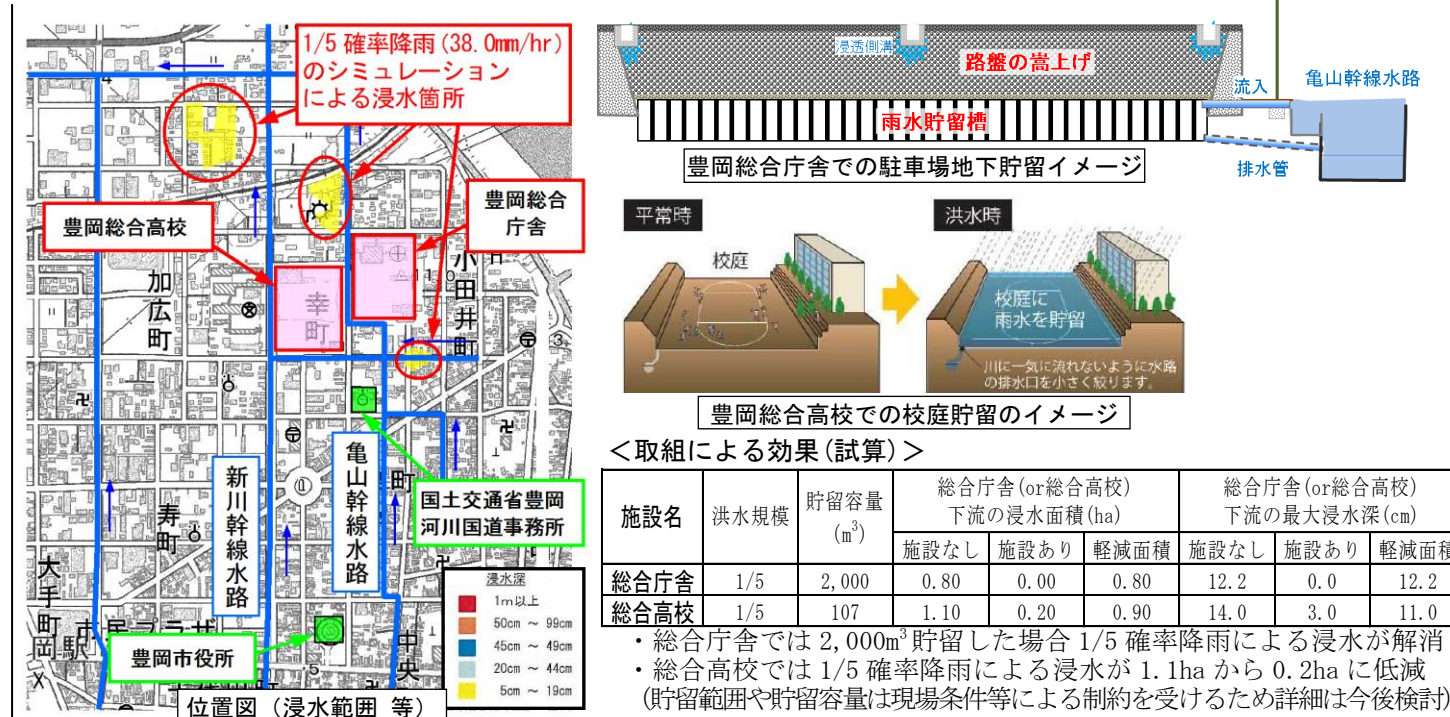 1/5 確率降雨(38.0mm/hr)
のシミュレーション
による浸水箇所
豊岡総合高校
豊岡総合
庁舎
加広町
幸町
小田井町
寿町
大手町
町
中央
岡駅
市民プラザ
新川幹線水路
亀山幹線水路
国土交通省豊岡
河川国道事務所
豊岡市役所
浸水深
1m以上
50cm ～ 99cm
45cm ～ 49cm
20cm ～ 44cm
5cm ～ 19cm
位置図（浸水範囲 等）
浸透側溝
路盤の嵩上げ
雨水貯留槽
流入
亀山幹線水路
排水管
豊岡総合庁舎での駐車場地下貯留イメージ
平常時
校庭
洪水時
校庭に
雨水を貯留
川に一気に流れないように水路
の排水口を小さく絞ります。
豊岡総合高校での校庭貯留のイメージ
＜取組による効果(試算)＞
施設名 洪水規模 貯留容量(m³) 総合庁舎(or総合高校)下流の浸水面積(ha) 総合庁舎(or総合高校)下流の最大浸水深(cm)
施設なし 施設あり 軽減面積 施設なし 施設あり 軽減面積
総合庁舎 1/5 2,000 0.80 0.00 0.80 12.2 0.0 12.2
総合高校 1/5 107 1.10 0.20 0.90 14.0 3.0 11.0
・総合庁舎では 2,000m³貯留した場合 1/5 確率降雨による浸水が解消
・総合高校では 1/5 確率降雨による浸水が 1.1ha から 0.2ha に低減
(貯留範囲や貯留容量は現場条件等による制約を受けるため詳細は今後検討)